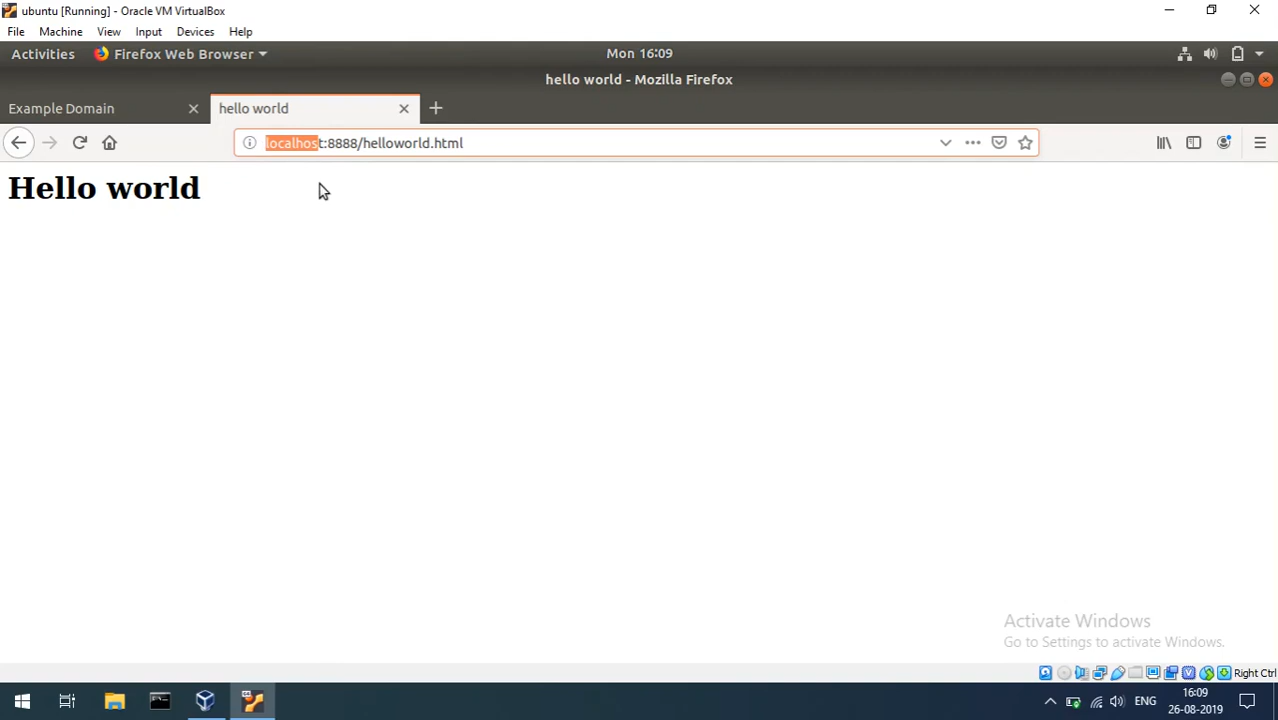 ubuntu [Running] - Oracle VM VirtualBox
File Machine View Input Devices Help
Activities Firefox Web Browser Mon 16:09
hello world - Mozilla Firefox
Example Domain hello world
localhost:8888/helloworld.html
Hello world
Activate Windows
Go to Settings to activate Windows.
Right Ctrl
ENG 16:09
26-08-2019